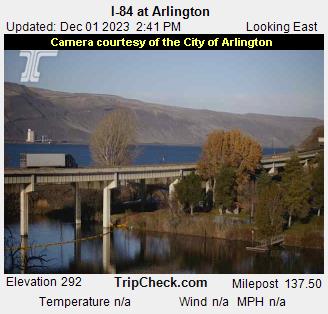 I-84 at Arlington
Updated: Dec 01 2023 2:41 PM Looking East
Camera courtesy of the City of Arlington
Elevation 292 TripCheck.com Milepost 137.50
Temperature n/a Wind n/a MPH n/a